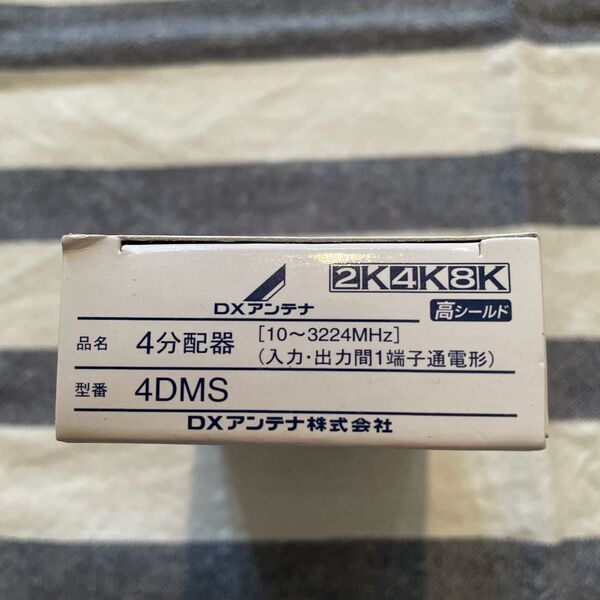 2K4K8K
DXアンテナ
高シールド
品名 4分配器 [10～3224MHz]
(入力・出力間1端子通電形)
型番 4DMS
DXアンテナ株式会社